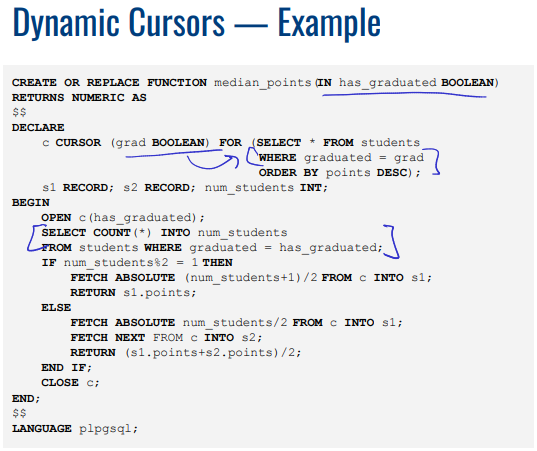 Dynamic Cursors — Example
CREATE OR REPLACE FUNCTION median_points(IN has_graduated BOOLEAN)
RETURNS NUMERIC AS
$$
DECLARE
    c CURSOR (grad BOOLEAN) FOR (SELECT * FROM students
                                 WHERE graduated = grad
                                 ORDER BY points DESC);
    s1 RECORD; s2 RECORD; num_students INT;
BEGIN
    OPEN c(has_graduated);
    SELECT COUNT(*) INTO num_students
    FROM students WHERE graduated = has_graduated;
    IF num_students%2 = 1 THEN
        FETCH ABSOLUTE (num_students+1)/2 FROM c INTO s1;
        RETURN s1.points;
    ELSE
        FETCH ABSOLUTE num_students/2 FROM c INTO s1;
        FETCH NEXT FROM c INTO s2;
        RETURN (s1.points+s2.points)/2;
    END IF;
    CLOSE c;
END;
$$
LANGUAGE plpgsql;